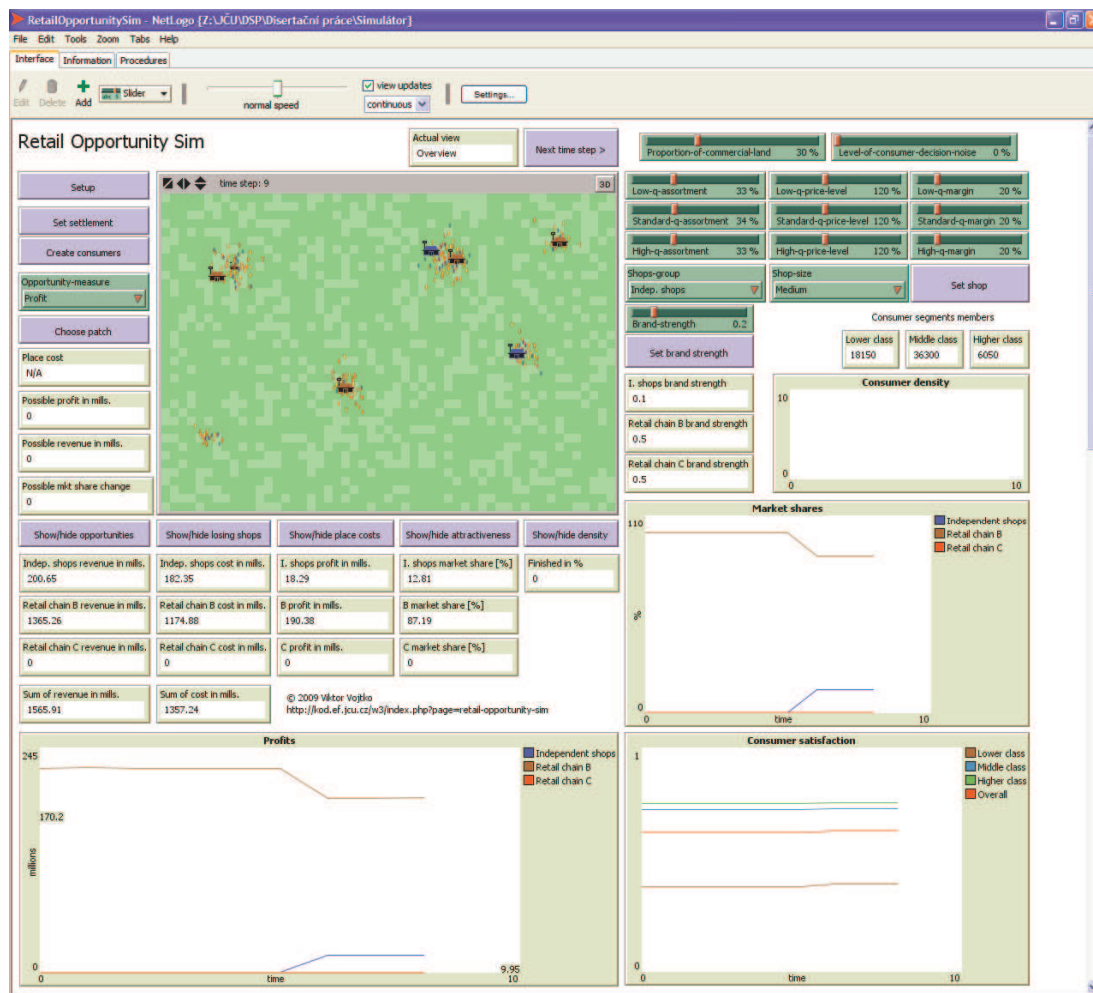 RetailOpportunitySim - NetLogo {Z:\JČU\DSP\Disertační práce\Simulátor}
File Edit Tools Zoom Tabs Help
Interface Information Procedures
Edit Delete Add Slider normal speed view updates continuous Settings...
Retail Opportunity Sim
Actual view
Overview
Next time step >
Proportion-of-commercial-land 30 %
Level-of-consumer-decision-noise 0 %
Setup
Set settlement
Create consumers
Opportunity-measure
Profit
Choose patch
Place cost
N/A
Possible profit in mills.
0
Possible revenue in mills.
0
Possible mkt share change
0
time step: 9
3D
Low-q-assortment 33 %
Low-q-price-level 120 %
Low-q-margin 20 %
Standard-q-assortment 34 %
Standard-q-price-level 120 %
Standard-q-margin 20 %
High-q-assortment 33 %
High-q-price-level 120 %
High-q-margin 20 %
Shops-group
Indep. shops
Shop-size
Medium
Set shop
Brand-strength 0.2
Set brand strength
Consumer segments members
Lower class
18150
Middle class
36300
Higher class
6050
I. shops brand strength
0.1
Retail chain B brand strength
0.5
Retail chain C brand strength
0.5
Consumer density
10
0
0
10
Show/hide opportunities
Show/hide losing shops
Show/hide place costs
Show/hide attractiveness
Show/hide density
Indep. shops revenue in mills.
200.65
Indep. shops cost in mills.
182.35
I. shops profit in mills.
18.29
I. shops market share [%]
12.81
Finished in %
0
Retail chain B revenue in mills.
1365.26
Retail chain B cost in mills.
1174.88
B profit in mills.
190.38
B market share [%]
87.19
Retail chain C revenue in mills.
0
Retail chain C cost in mills.
0
C profit in mills.
0
C market share [%]
0
Sum of revenue in mills.
1565.91
Sum of cost in mills.
1357.24
© 2009 Viktor Vojtko
http://kod.ef.jcu.cz/w3/index.php?page=retail-opportunity-sim
Market shares
110
%
0
0
time
10
Independent shops
Retail chain B
Retail chain C
Profits
245
170.2
millions
0
0
time
9.95
10
Independent shops
Retail chain B
Retail chain C
Consumer satisfaction
1
0
0
time
10
Lower class
Middle class
Higher class
Overall